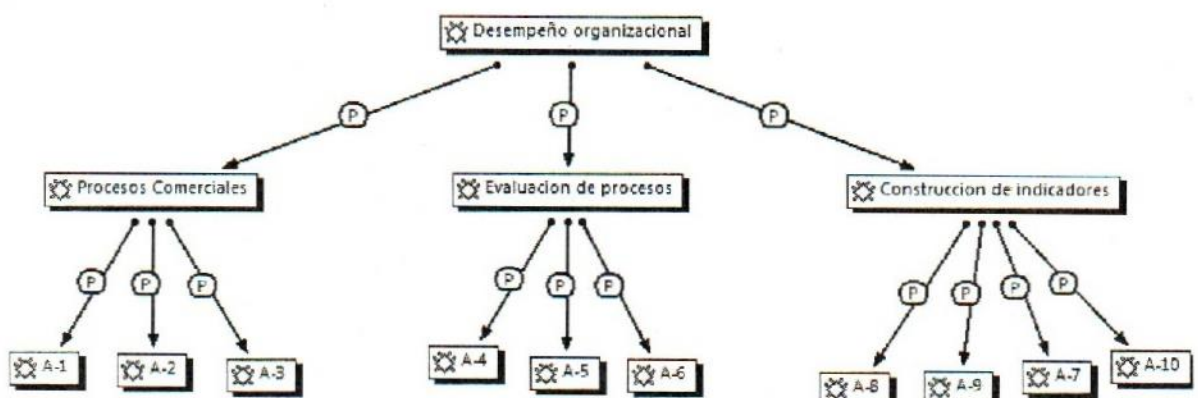 Desempeño organizacional
P
P
P
Procesos Comerciales
Evaluacion de procesos
Construccion de indicadores
P
P
P
P
P
P
P
P
P
P
A-1
A-2
A-3
A-4
A-5
A-6
A-8
A-9
A-7
A-10